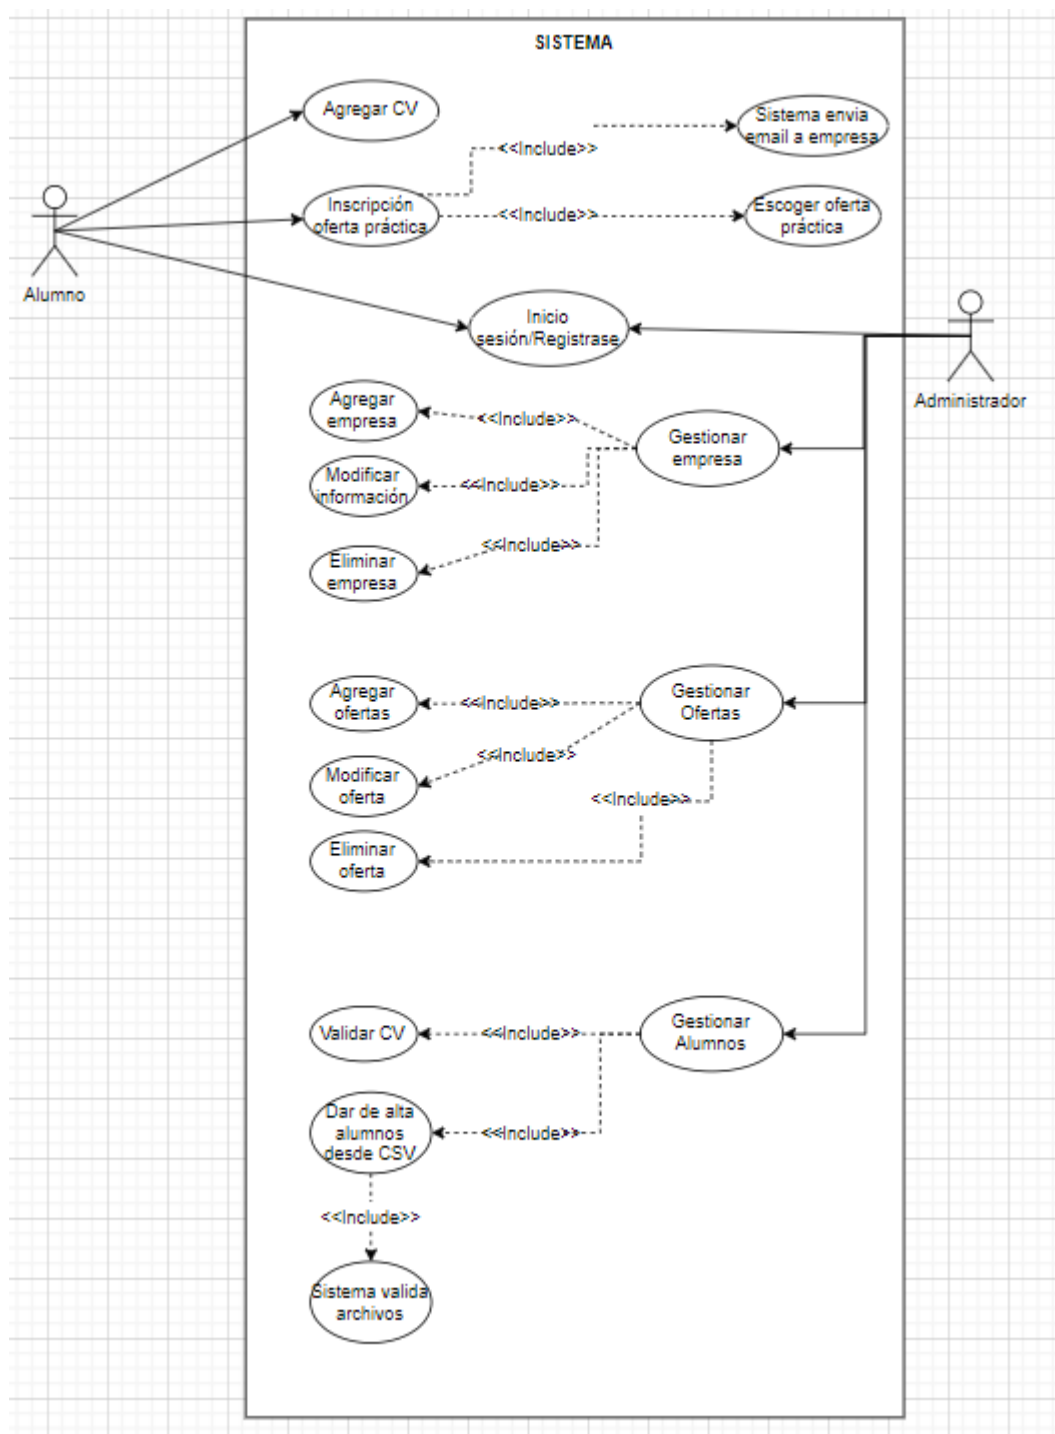 SISTEMA
Agregar CV
Sistema envia
email a empresa
<<Include>>
Inscripción
oferta práctica
<<Include>>
Escoger oferta
práctica
Alumno
Inicio
sesión/Registrase
Administrador
Agregar
empresa
<<Include>>
Gestionar
empresa
Modificar
información
<<Include>>
<<Include>>
Eliminar
empresa
Agregar
ofertas
<<Include>>
Gestionar
Ofertas
<<Include>>
Modificar
oferta
<<Include>>
Eliminar
oferta
Validar CV
<<Include>>
Gestionar
Alumnos
Dar de alta
alumnos
desde CSV
<<Include>>
<<Include>>
Sistema valida
archivos